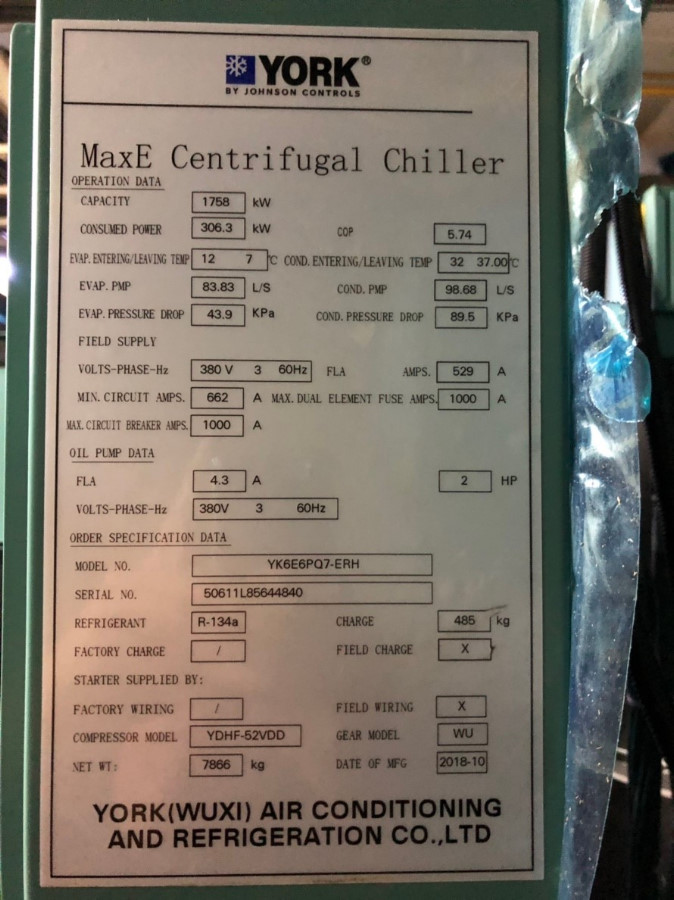 YORK®
BY JOHNSON CONTROLS
MaxE Centrifugal Chiller
OPERATION DATA
CAPACITY 1758 kW
CONSUMED POWER 306.3 kW COP 5.74
EVAP. ENTERING/LEAVING TEMP 12 7 ℃ COND. ENTERING/LEAVING TEMP 32 37.00 ℃
EVAP. PMP 83.83 L/S COND. PMP 98.68 L/S
EVAP. PRESSURE DROP 43.9 KPa COND. PRESSURE DROP 89.5 KPa
FIELD SUPPLY
VOLTS-PHASE-Hz 380 V 3 60Hz FLA AMPS. 529 A
MIN. CIRCUIT AMPS. 662 A MAX. DUAL ELEMENT FUSE AMPS. 1000 A
MAX. CIRCUIT BREAKER AMPS. 1000 A
OIL PUMP DATA
FLA 4.3 A 2 HP
VOLTS-PHASE-Hz 380V 3 60Hz
ORDER SPECIFICATION DATA
MODEL NO. YK6E6PQ7-ERH
SERIAL NO. 50611L85644840
REFRIGERANT R-134a CHARGE 485 kg
FACTORY CHARGE / FIELD CHARGE X
STARTER SUPPLIED BY:
FACTORY WIRING / FIELD WIRING X
COMPRESSOR MODEL YDHF-52VDD GEAR MODEL WU
NET WT: 7866 kg DATE OF MFG 2018-10
YORK(WUXI) AIR CONDITIONING
AND REFRIGERATION CO.,LTD